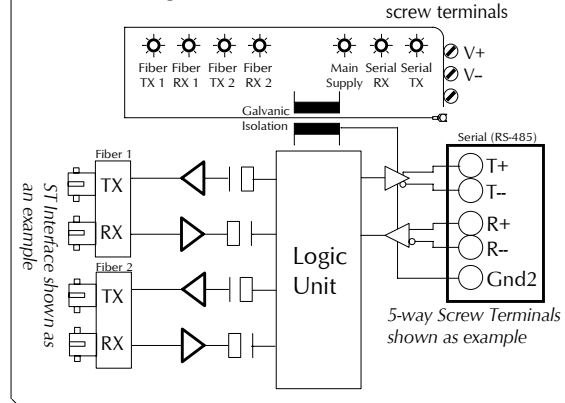 screw terminals
V+
V--
Fiber TX 1
Fiber RX 1
Fiber TX 2
Fiber RX 2
Main Supply
Serial RX
Serial TX
Galvanic
Isolation
Serial (RS-485)
Fiber 1
TX
RX
Fiber 2
TX
RX
ST Interface shown as
an example
Logic
Unit
T+
T--
R+
R--
Gnd2
5-way Screw Terminals
shown as example